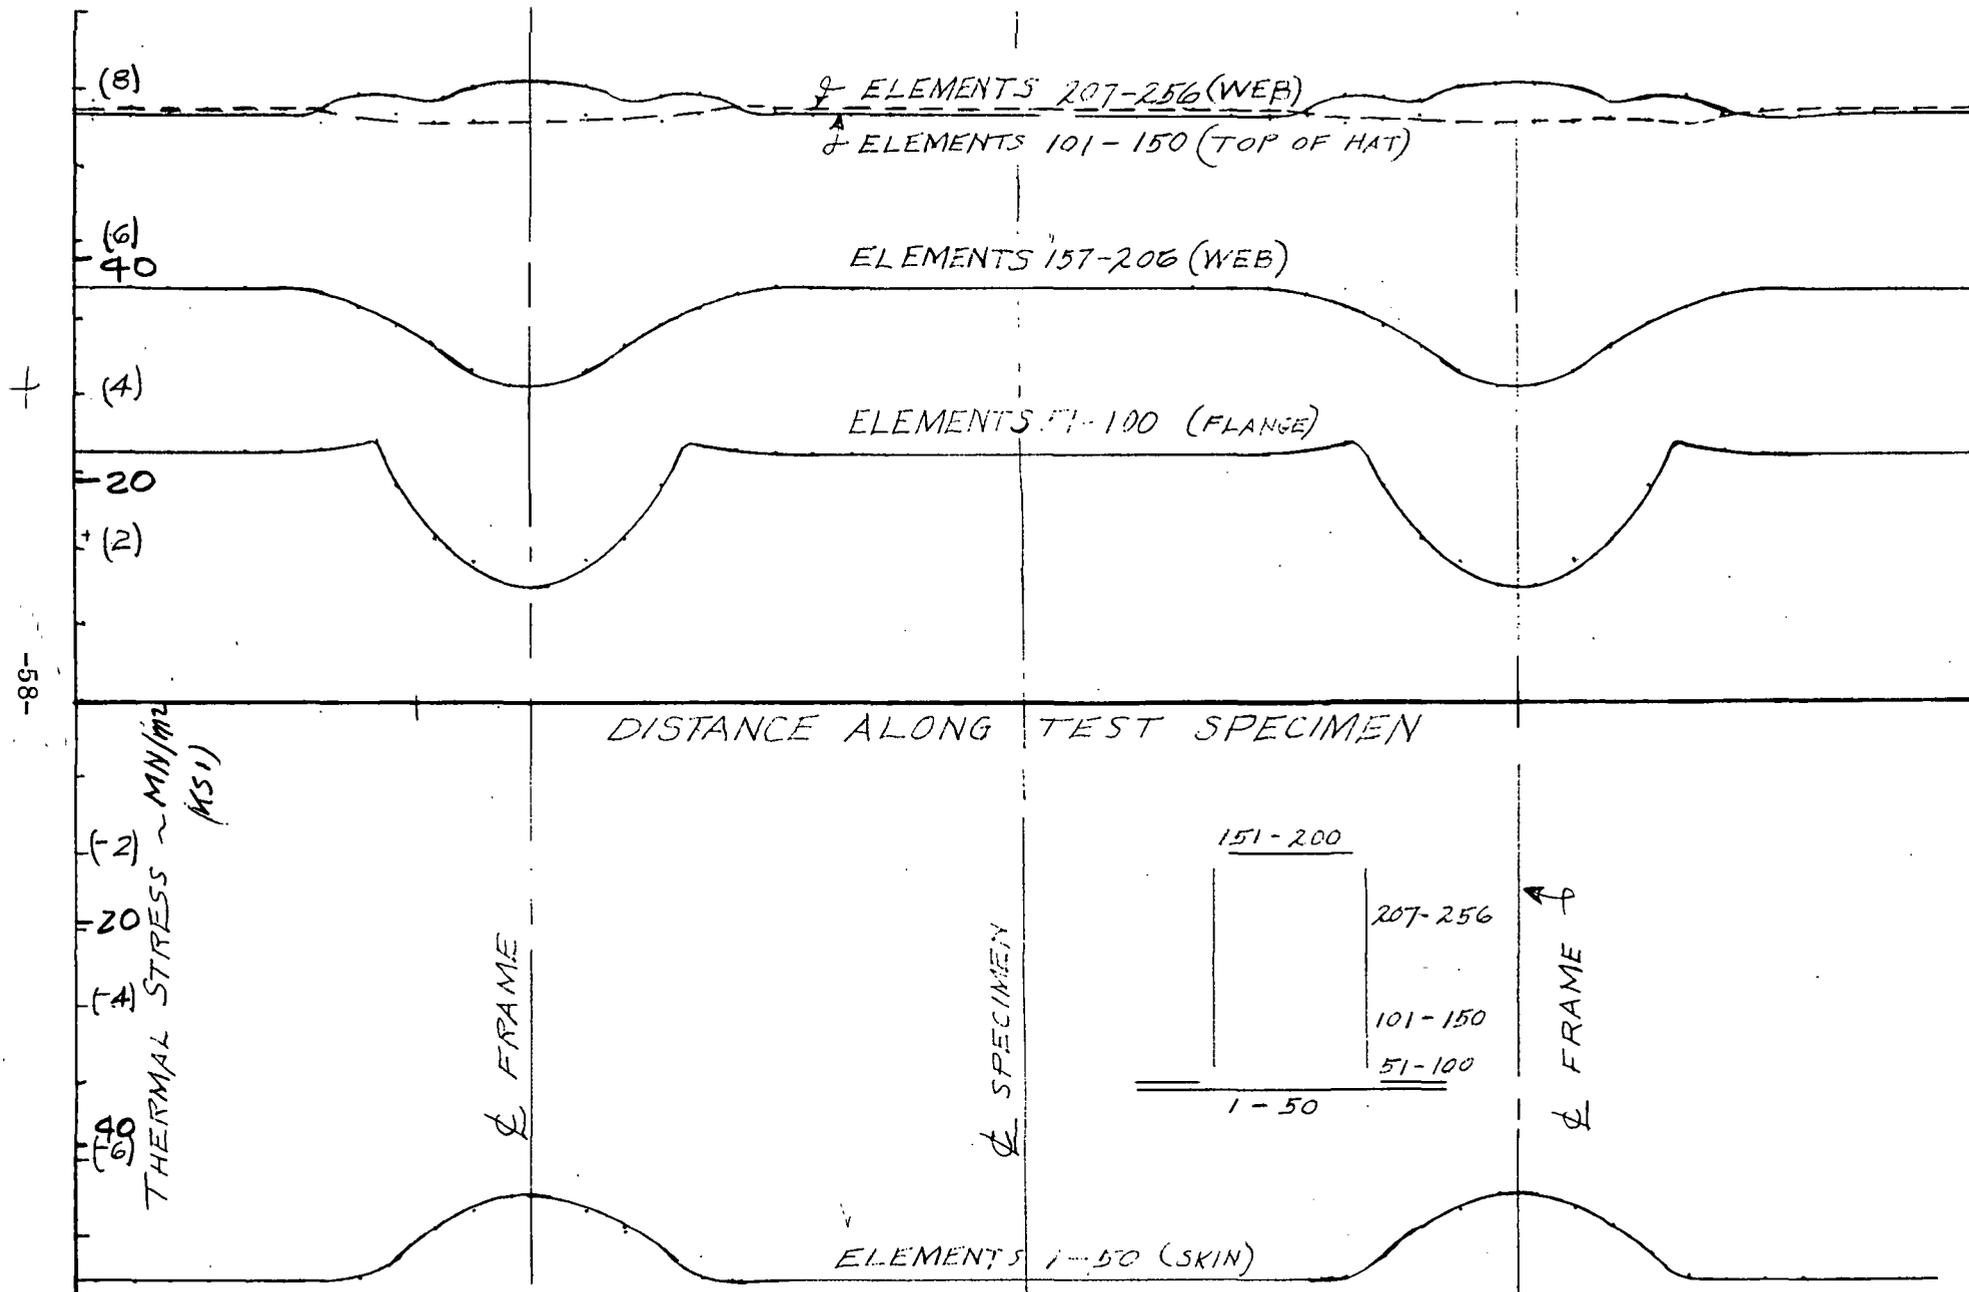 (8)
℄ ELEMENTS 207-256 (WEB)
℄ ELEMENTS 101-150 (TOP OF HAT)
(6)
40
ELEMENTS 157-206 (WEB)
(4)
ELEMENTS 51-100 (FLANGE)
20
(2)
-58-
DISTANCE ALONG TEST SPECIMEN
THERMAL STRESS ~ MN/m2
(KSI)
(-2)
-20
(-4)
40
(-6)
℄ FRAME
℄ SPECIMEN
℄ FRAME
151-200
207-256
101-150
51-100
1-50
ELEMENTS 1-50 (SKIN)